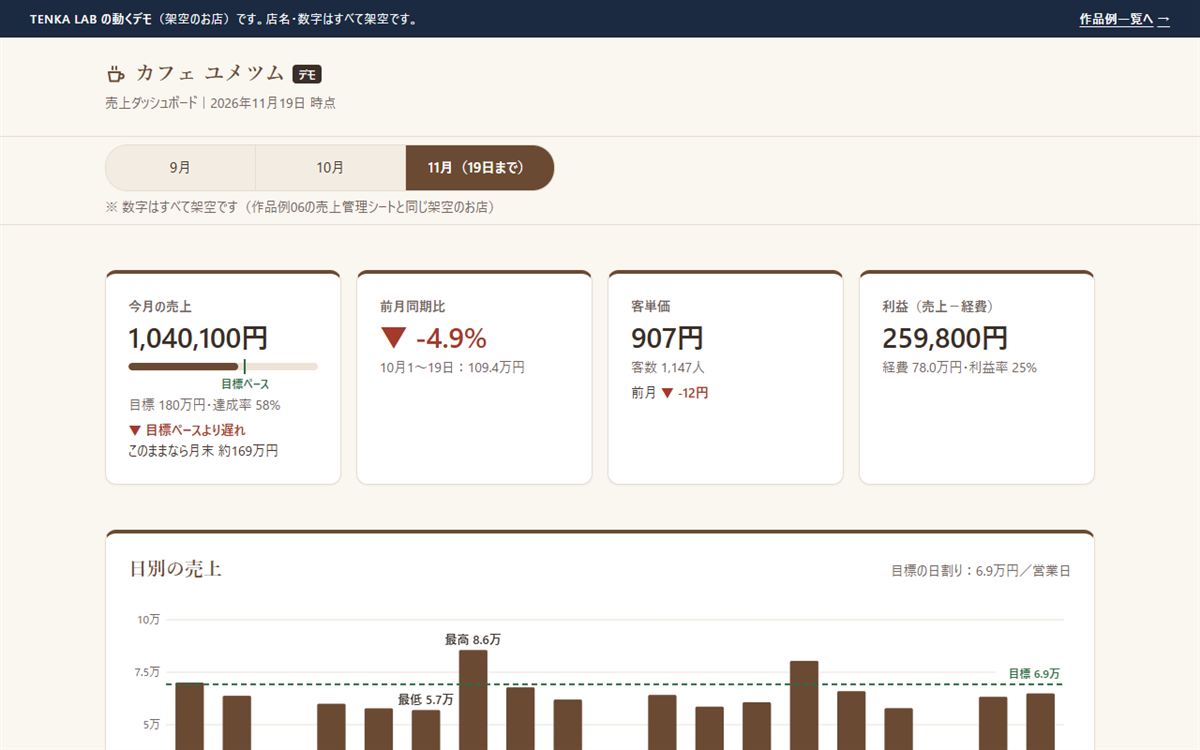 TENKA LAB の動くデモ（架空のお店）です。店名・数字はすべて架空です。
作品例一覧へ →
カフェ ユメツム デモ
売上ダッシュボード｜2026年11月19日 時点
9月
10月
11月（19日まで）
※ 数字はすべて架空です（作品例06の売上管理シートと同じ架空のお店）
今月の売上
1,040,100円
目標ペース
目標 180万円・達成率 58%
▼ 目標ペースより遅れ
このままなら月末 約169万円
前月同期比
▼ -4.9%
10月1〜19日：109.4万円
客単価
907円
客数 1,147人
前月 ▼ -12円
利益（売上－経費）
259,800円
経費 78.0万円・利益率 25%
日別の売上
目標の日割り：6.9万円／営業日
10万
最高 8.6万
7.5万
目標 6.9万
最低 5.7万
5万